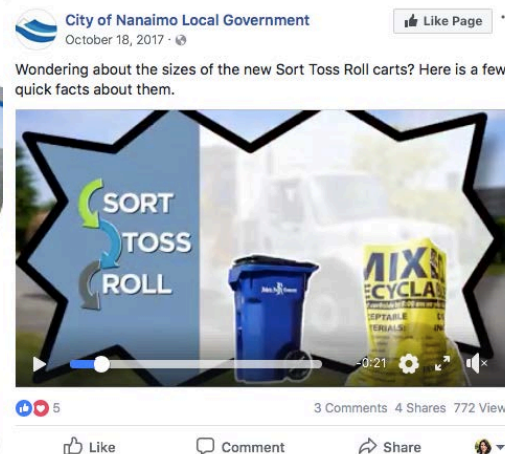 City of Nanaimo Local Government
Like Page
October 18, 2017
Wondering about the sizes of the new Sort Toss Roll carts? Here is a few
quick facts about them.
SORT
TOSS
ROLL
MIX
ECYCLA
CEPTABLE
TERIALS:
-0:21
5
3 Comments 4 Shares 772 View
Like
Comment
Share